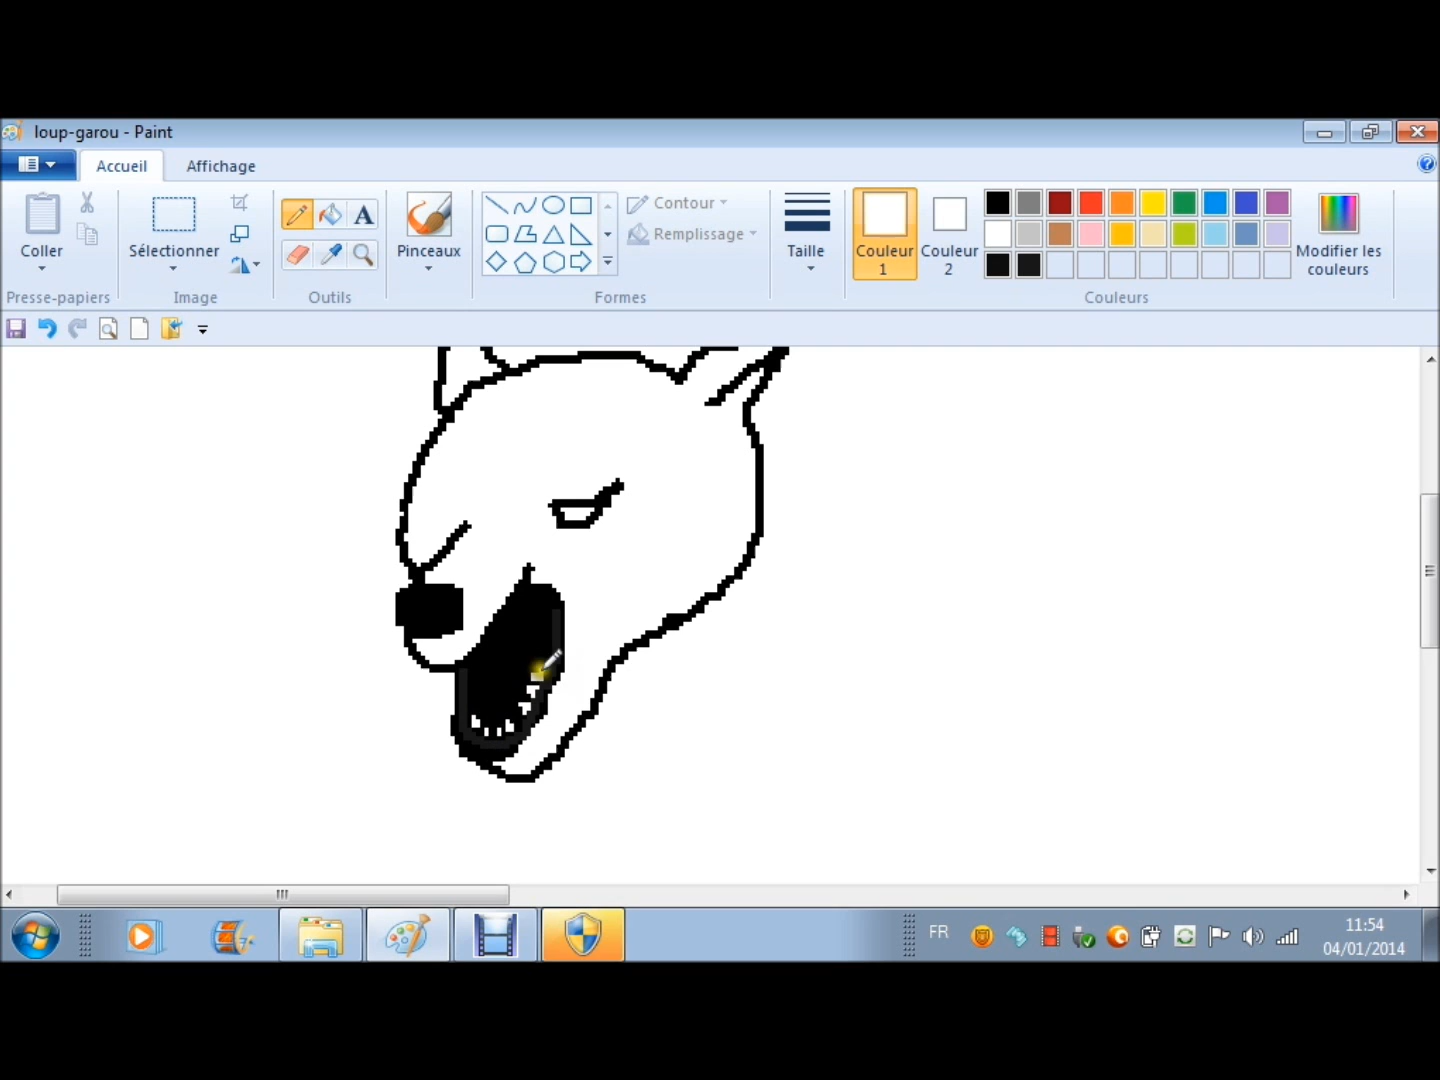 loup-garou - Paint
Accueil Affichage
Coller
Sélectionner
A
Pinceaux
Contour
Remplissage
Taille
Couleur 1
Couleur 2
Modifier les couleurs
Presse-papiers Image Outils Formes Couleurs
FR
11:54
04/01/2014